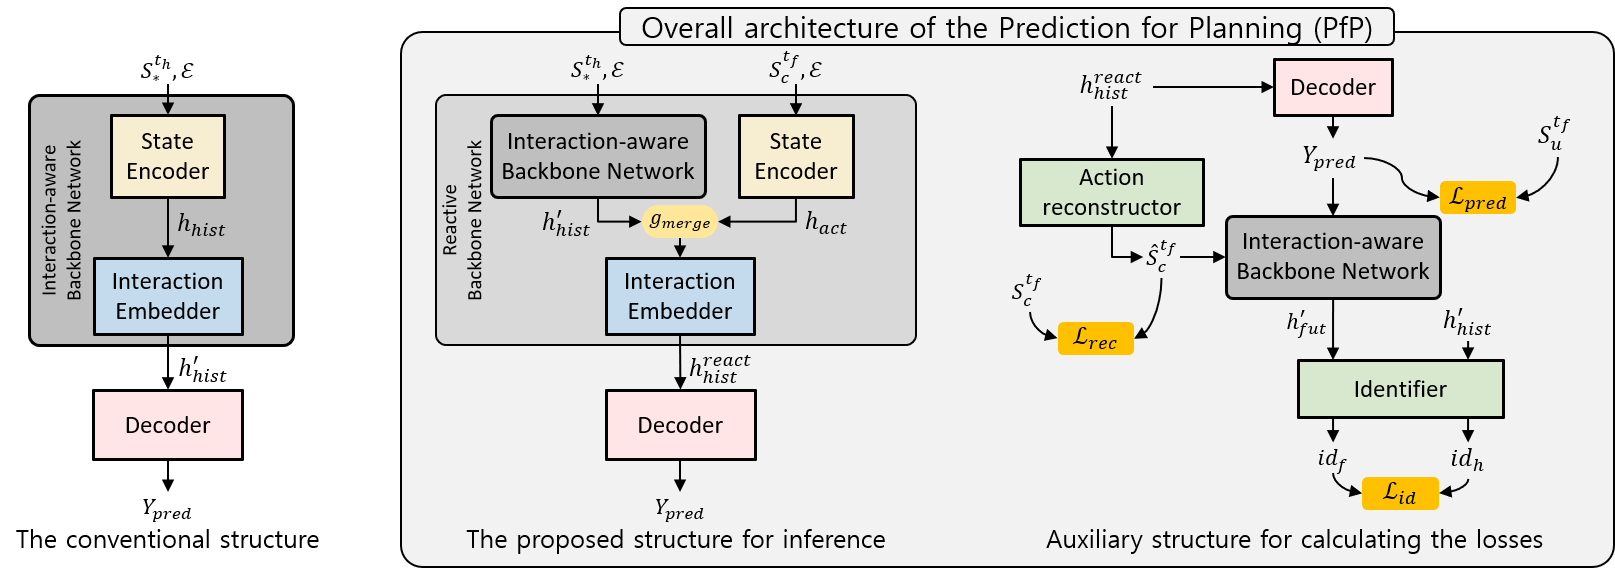 Overall architecture of the Prediction for Planning (PfP)
$S_*^{t_h}, \mathcal{E}$
Interaction-aware
Backbone Network
State
Encoder
$h_{hist}$
Interaction
Embedder
$h'_{hist}$
Decoder
$Y_{pred}$
The conventional structure
$S_*^{t_h}, \mathcal{E}$
$S_c^{t_f}, \mathcal{E}$
Reactive
Backbone Network
Interaction-aware
Backbone Network
State
Encoder
$h'_{hist}$
$g_{merge}$
$h_{act}$
Interaction
Embedder
$h_{hist}^{react}$
Decoder
$Y_{pred}$
The proposed structure for inference
$h_{hist}^{react}$
Decoder
$Y_{pred}$
$S_u^{t_f}$
$\mathcal{L}_{pred}$
Action
reconstructor
$\hat{S}_c^{t_f}$
Interaction-aware
Backbone Network
$S_c^{t_f}$
$\mathcal{L}_{rec}$
$h'_{fut}$
$h'_{hist}$
Identifier
$id_f$
$id_h$
$\mathcal{L}_{id}$
Auxiliary structure for calculating the losses